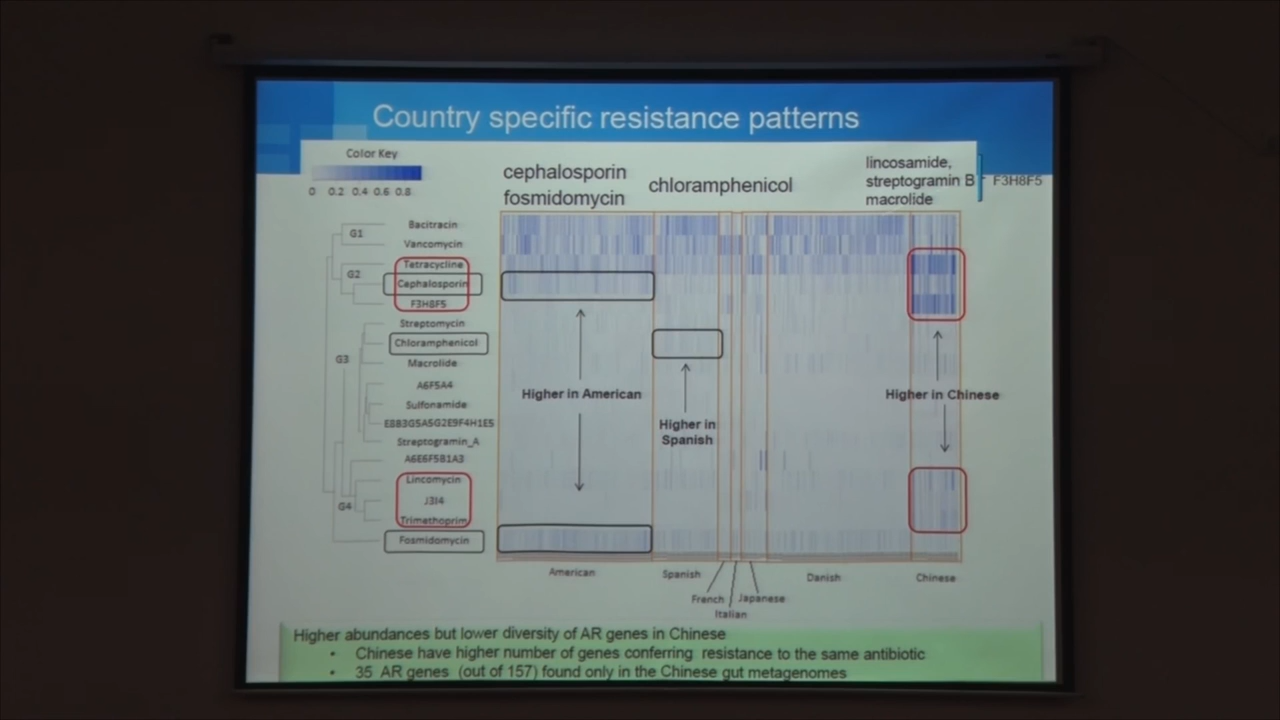 Country specific resistance patterns
Color Key
0 0.2 0.4 0.6 0.8
cephalosporin
fosmidomycin
chloramphenicol
lincosamide,
streptogramin B
macrolide
F3H8F5
G1
G2
G3
G4
Bacitracin
Vancomycin
Tetracycline
Cephalosporin
F3H8F5
Streptomycin
Chloramphenicol
Macrolide
A6F5A4
Sulfonamide
E8B3G5A5G2E9F4H1E5
Streptogramin_A
A6E6F5B1A3
Lincomycin
J3I4
Trimethoprim
Fosmidomycin
Higher in American
Higher in
Spanish
Higher in Chinese
American
Spanish
French
Italian
Japanese
Danish
Chinese
Higher abundances but lower diversity of AR genes in Chinese
• Chinese have higher number of genes conferring resistance to the same antibiotic
• 35 AR genes (out of 157) found only in the Chinese gut metagenomes